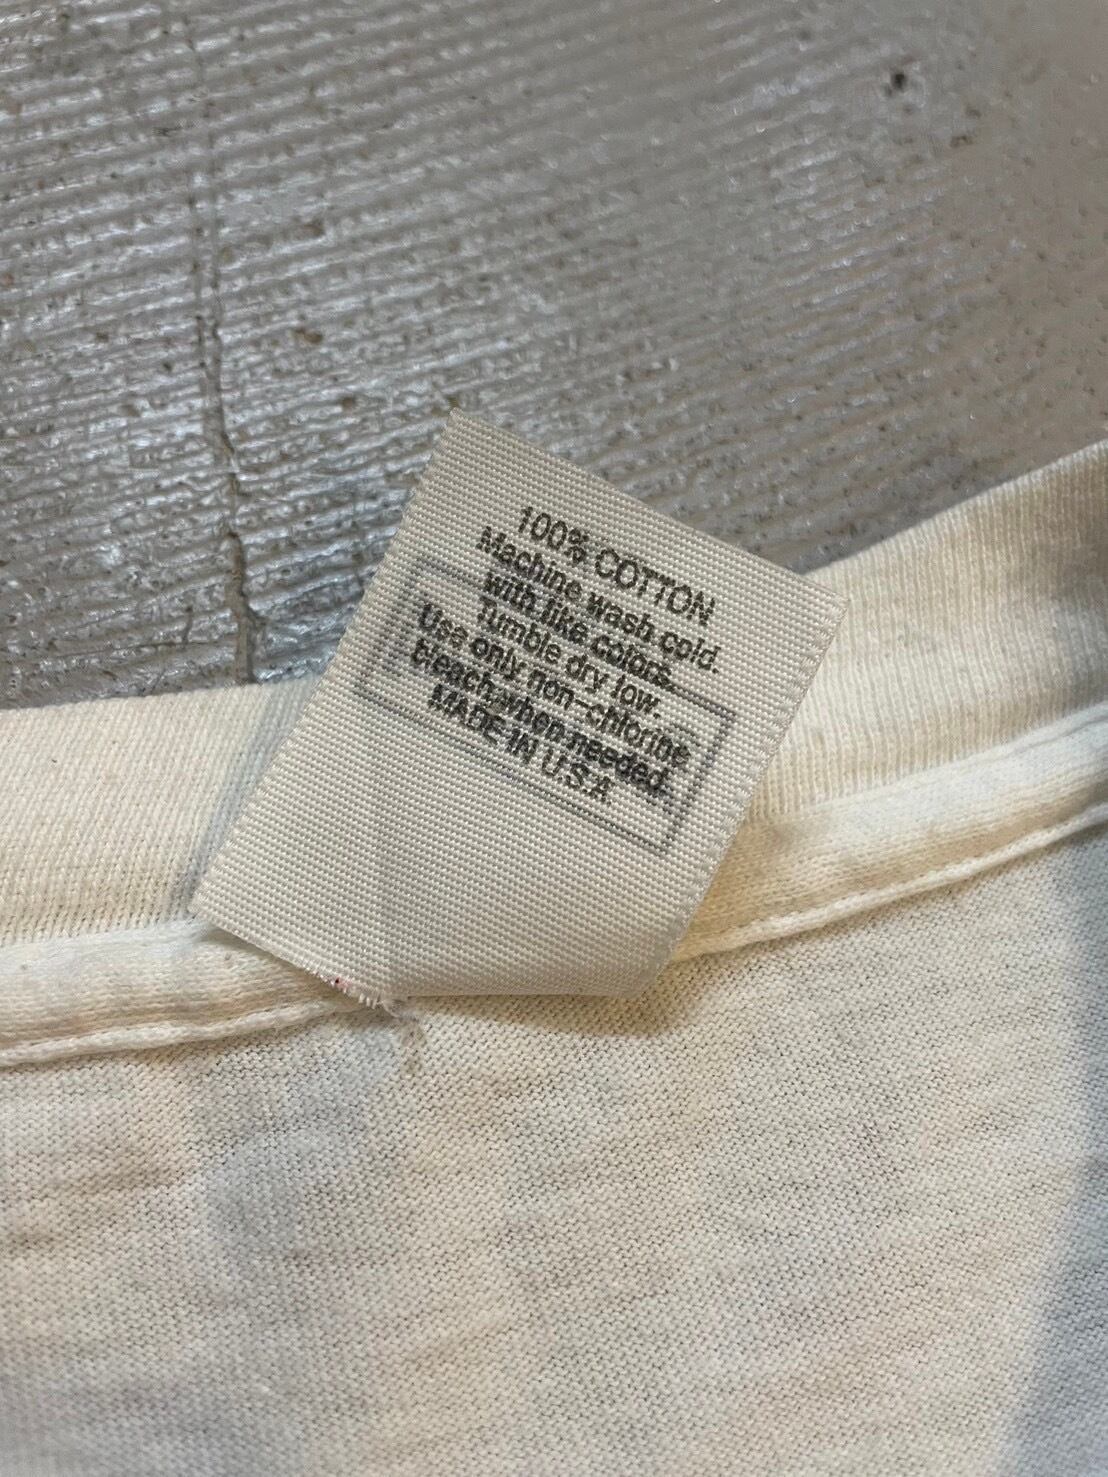 100% COTTON
Machine wash cold.
with like colors.
Tumble dry low.
Use only non-chlorine
bleach when needed.
MADE IN U.S.A